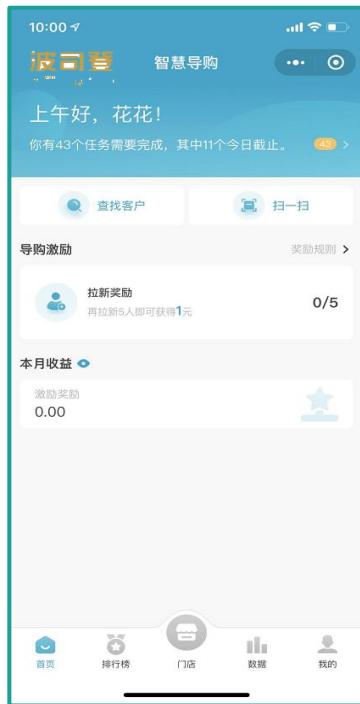 10:00
波司登
智慧导购
上午好，花花！
你有43个任务需要完成，其中11个今日截止。
43
查找客户
扫一扫
导购激励
奖励规则 >
拉新奖励
再拉新5人即可获得1元
0/5
本月收益
激励奖励
0.00
首页
排行榜
门店
数据
我的